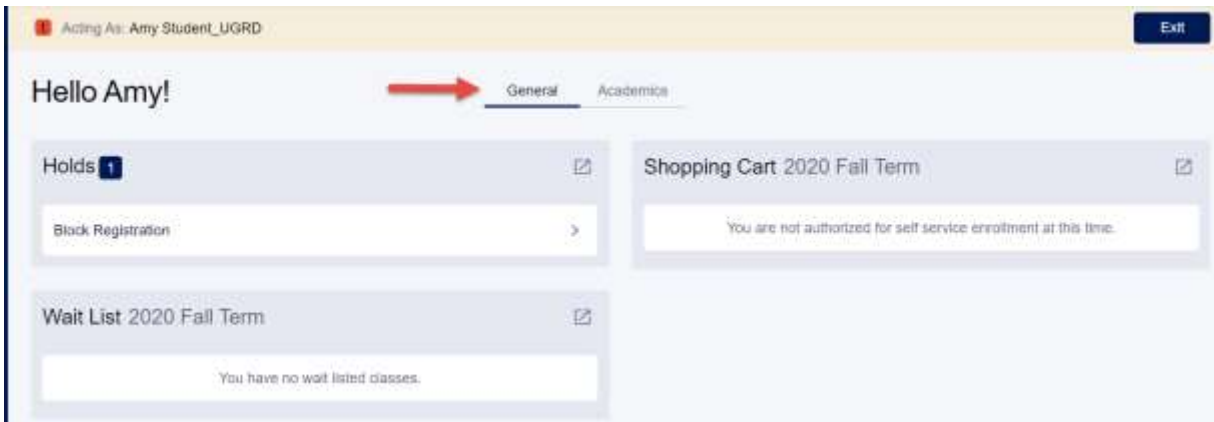 Acting As: Amy Student_UGRD
Exit
Hello Amy!
General
Academics
Holds 1
Block Registration
Shopping Cart 2020 Fall Term
You are not authorized for self service enrollment at this time.
Wait List 2020 Fall Term
You have no wait listed classes.